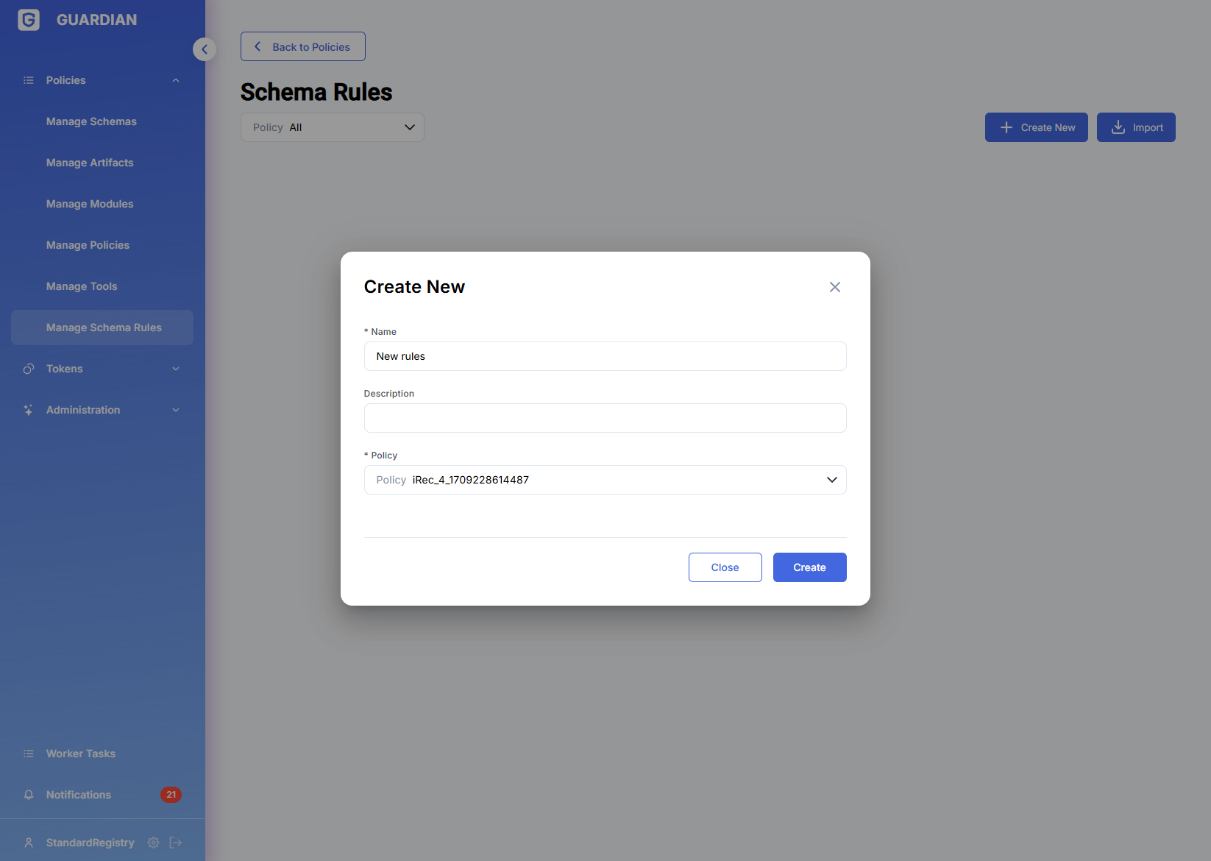 GUARDIAN
Policies
Manage Schemas
Manage Artifacts
Manage Modules
Manage Policies
Manage Tools
Manage Schema Rules
Tokens
Administration
Worker Tasks
Notifications 21
StandardRegistry
Back to Policies
Schema Rules
Policy All
Create New
Import
Create New
* Name
New rules
Description
* Policy
Policy iRec_4_1709228614487
Close
Create